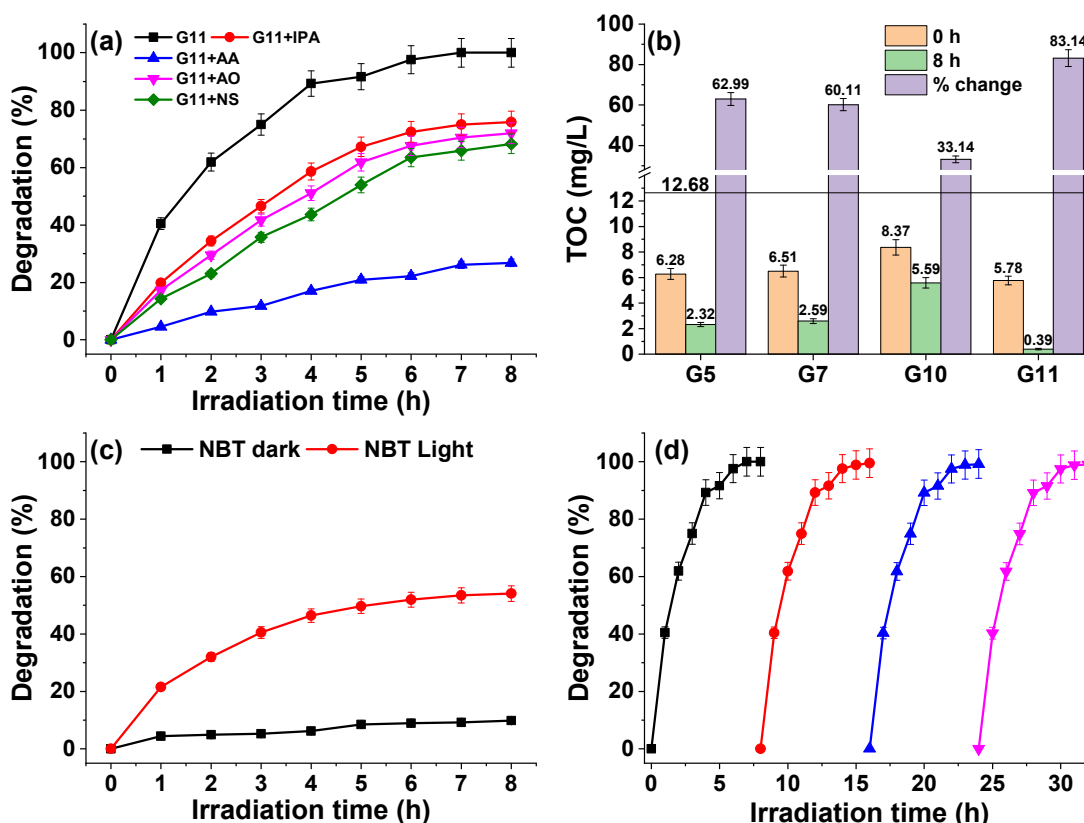 (a)
G11 G11+IPA
G11+AA
G11+AO
G11+NS
Degradation (%)
100
80
60
40
20
0
0 1 2 3 4 5 6 7 8
Irradiation time (h)
(b)
0 h
8 h
% change
TOC (mg/L)
100
80
60
40
12
10
8
6
4
2
0
12.68
62.99
60.11
33.14
83.14
6.28
2.32
6.51
2.59
8.37
5.59
5.78
0.39
G5 G7 G10 G11
(c)
NBT dark NBT Light
Degradation (%)
100
80
60
40
20
0
0 1 2 3 4 5 6 7 8
Irradiation time (h)
(d)
Degradation (%)
100
80
60
40
20
0
0 5 10 15 20 25 30
Irradiation time (h)